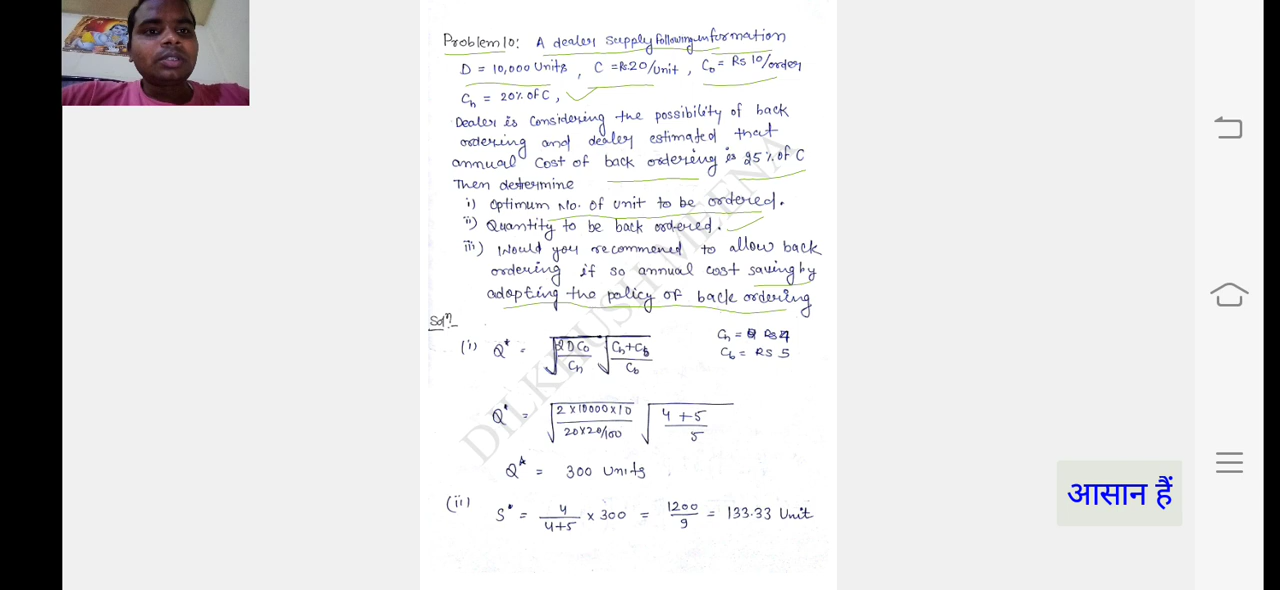 Problem 10: A dealer supply following information
D = 10,000 Units, C = Rs.20/Unit, C₀ = Rs 10/order
Cₕ = 20% of C,
Dealer is considering the possibility of back
ordering and dealer estimated that
annual cost of back ordering is 25% of C
Then determine
i) optimum No. of unit to be ordered.
ii) Quantity to be back ordered.
iii) Would you recommened to allow back
ordering if so annual cost saving by
adopting the policy of back ordering
Solⁿ-
(i) Q* = √(2DC₀/Cₕ) √((Cₕ+C_b)/C_b) Cₕ = Rs 4
C_b = Rs 5
Q* = √(2×10000×10/20×20/100) √((4+5)/5)
Q* = 300 Units
(ii) S* = 4/(4+5) × 300 = 1200/9 = 133.33 Unit
DILKHUSH MEENA
आसान हैं